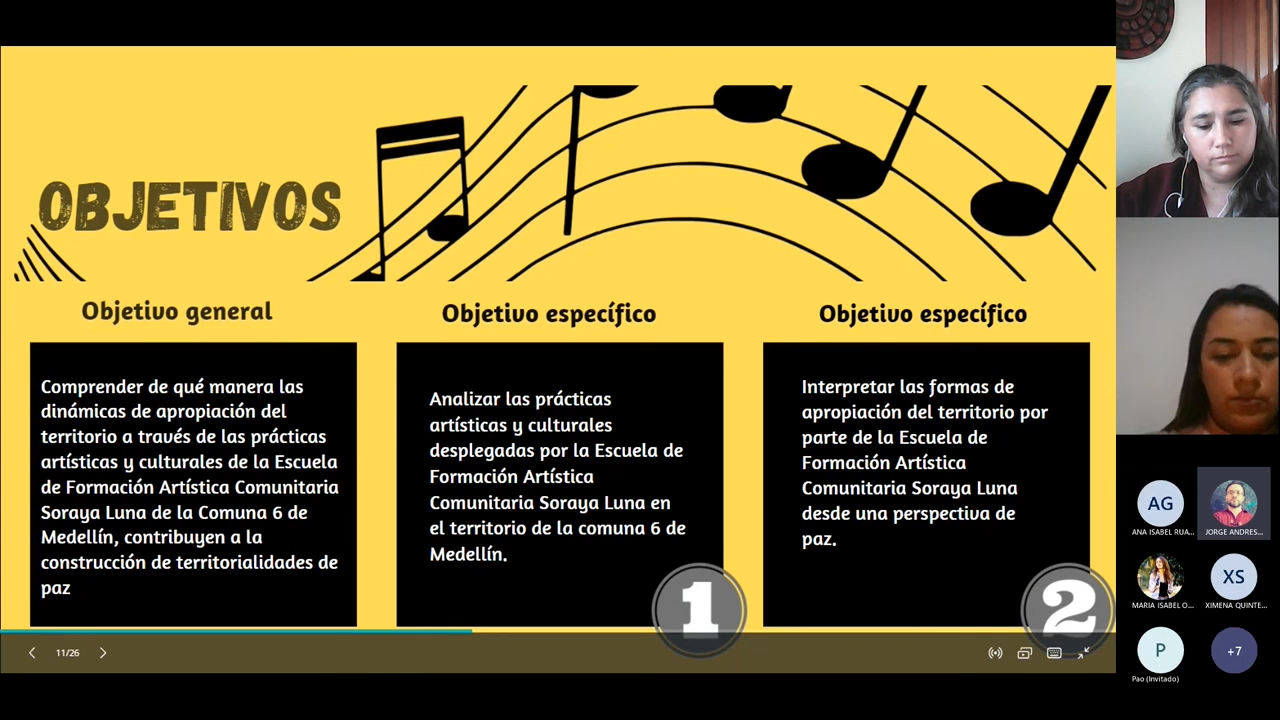 OBJETIVOS
Objetivo general
Comprender de qué manera las
dinámicas de apropiación del
territorio a través de las prácticas
artísticas y culturales de la Escuela
de Formación Artística Comunitaria
Soraya Luna de la Comuna 6 de
Medellín, contribuyen a la
construcción de territorialidades de
paz
Objetivo específico
Analizar las prácticas
artísticas y culturales
desplegadas por la Escuela de
Formación Artística
Comunitaria Soraya Luna en
el territorio de la comuna 6 de
Medellín.
1
Objetivo específico
Interpretar las formas de
apropiación del territorio por
parte de la Escuela de
Formación Artística
Comunitaria Soraya Luna
desde una perspectiva de
paz.
2
11/26
AG
ANA ISABEL RUA...
JORGE ANDRES...
MARIA ISABEL O...
XS
XIMENA QUINTE...
P
Pao (Invitado)
+7